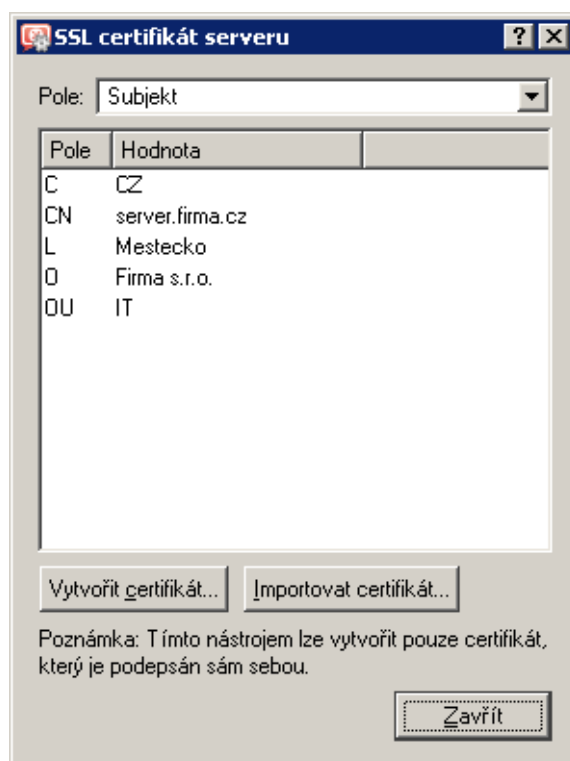 SSL certifikát serveru
Pole: Subjekt
Pole Hodnota
C CZ
CN server.firma.cz
L Mestecko
O Firma s.r.o.
OU IT
Vytvořit certifikát... Importovat certifikát...
Poznámka: Tímto nástrojem lze vytvořit pouze certifikát,
který je podepsán sám sebou.
Zavřít